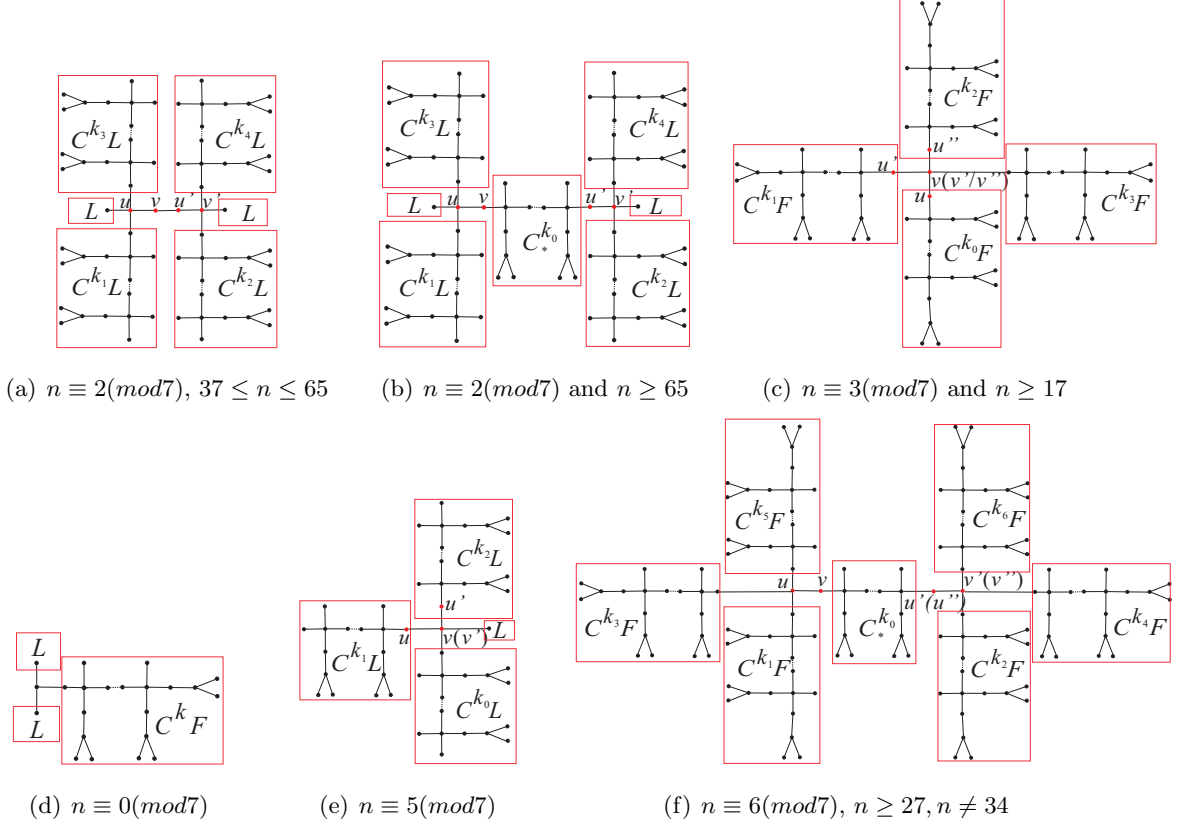 C^{k_3}L
C^{k_4}L
L u v u' v' L
C^{k_1}L
C^{k_2}L
C^{k_3}L
C^{k_4}L
L u v u' v' L
C_*^{k_0}
C^{k_1}L
C^{k_2}L
C^{k_2}F
u''
u'
v(v'/v'')
C^{k_1}F
u
C^{k_3}F
C^{k_0}F
(a) n ≡ 2(mod7), 37 ≤ n ≤ 65
(b) n ≡ 2(mod7) and n ≥ 65
(c) n ≡ 3(mod7) and n ≥ 17
L
C^k F
L
C^{k_2}L
u'
u v(v') L
C^{k_1}L
C^{k_0}L
C^{k_5}F
C^{k_6}F
u v v'(v'')
u'(u'')
C^{k_3}F
C_*^{k_0}
C^{k_4}F
C^{k_1}F
C^{k_2}F
(d) n ≡ 0(mod7)
(e) n ≡ 5(mod7)
(f) n ≡ 6(mod7), n ≥ 27, n ≠ 34